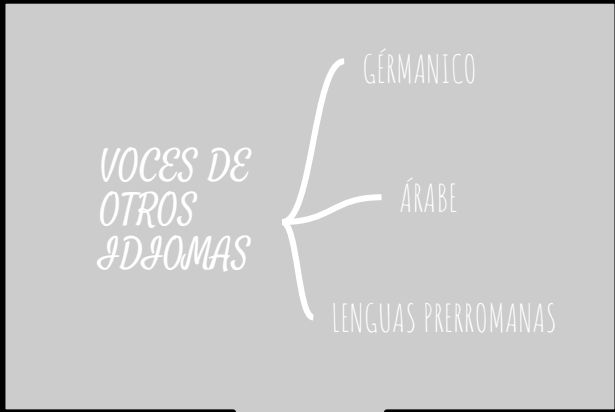 VOCES DE
OTROS
IDIOMAS
GÉRMANICO
ÁRABE
LENGUAS PRERROMANAS